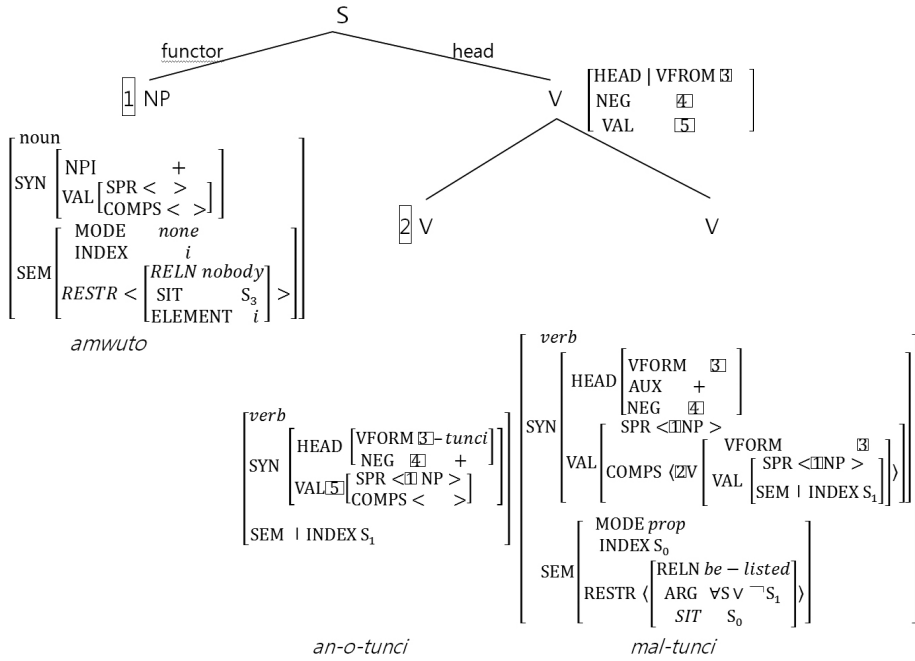 S
functor
head
1 NP
V
HEAD | VFROM 3
NEG 4
VAL 5
noun
SYN
NPI +
VAL
SPR < >
COMPS < >
SEM
MODE none
INDEX i
RESTR <
RELN nobody
SIT S₃
ELEMENT i
>
amwuto
2 V
V
verb
SYN
HEAD
VFORM 3 – tunci
NEG 4 +
VAL 5
SPR < 1 NP >
COMPS < >
SEM | INDEX S₁
an-o-tunci
verb
SYN
HEAD
VFORM 3
AUX +
NEG 4
VAL
SPR < 1 NP >
COMPS ⟨ 2 V
VFORM 3
VAL
SPR < 1 NP >
SEM | INDEX S₁
⟩
SEM
MODE prop
INDEX S₀
RESTR ⟨
RELN be – listed
ARG ∀S ∨ ¬S₁
SIT S₀
⟩
mal-tunci